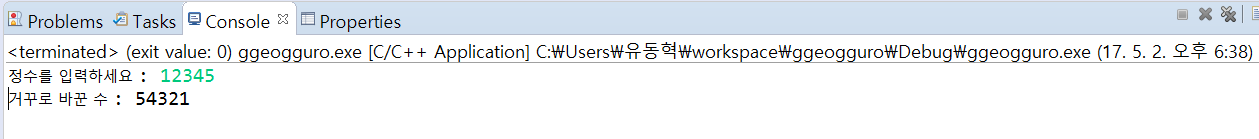 Problems Tasks Console Properties
<terminated> (exit value: 0) ggeogguro.exe [C/C++ Application] C:₩Users₩유동혁₩workspace₩ggeogguro₩Debug₩ggeogguro.exe (17. 5. 2. 오후 6:38)
정수를 입력하세요 : 12345
거꾸로 바꾼 수 : 54321